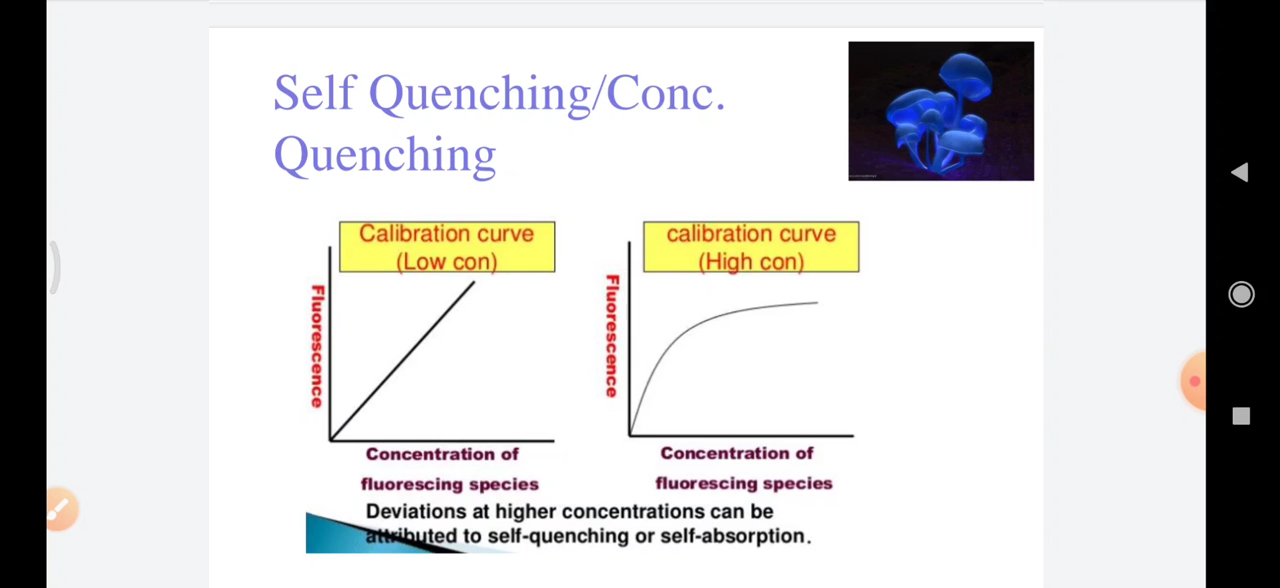 Self Quenching/Conc.
Quenching
Calibration curve
(Low con)
Fluorescence
Concentration of
fluorescing species
calibration curve
(High con)
Fluorescence
Concentration of
fluorescing species
Deviations at higher concentrations can be
attributed to self-quenching or self-absorption.